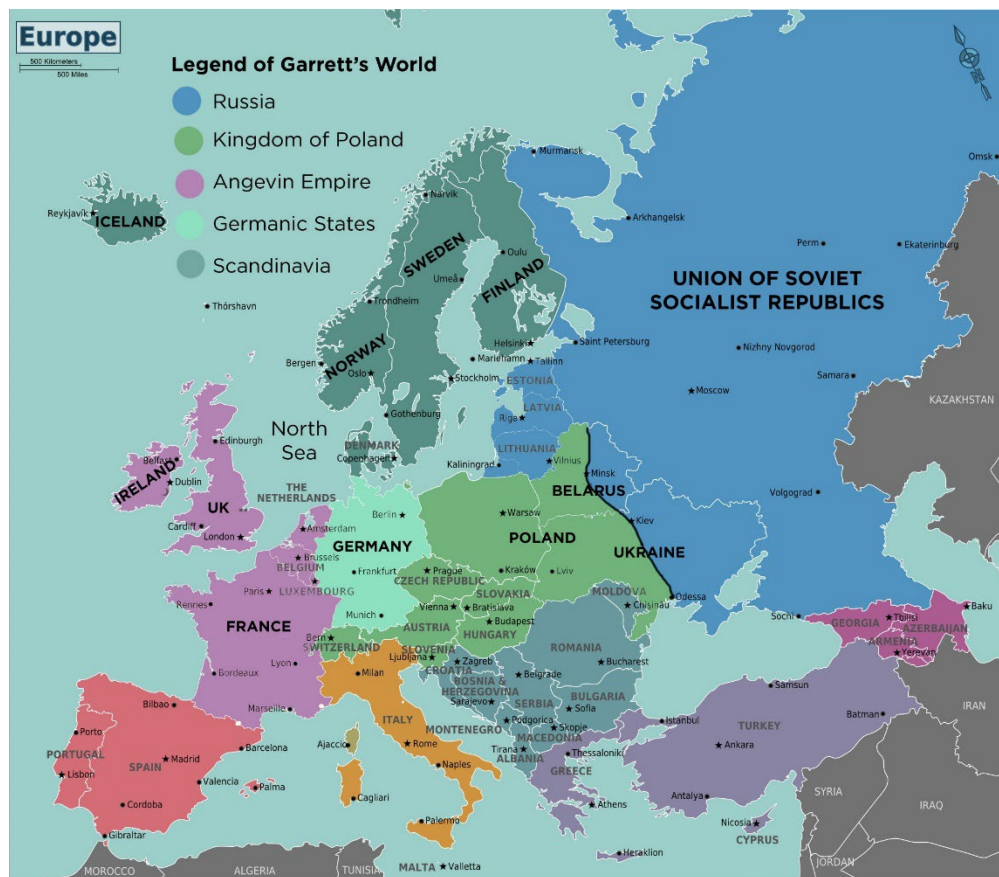 Europe
500 Kilometers
500 Miles
Legend of Garrett's World
Russia
Kingdom of Poland
Angevin Empire
Germanic States
Scandinavia
Murmansk
Omsk
Narvik
Reykjavík
ICELAND
Arkhangelsk
SWEDEN
Oulu
Perm
Ekaterinburg
FINLAND
UNION OF SOVIET
SOCIALIST REPUBLICS
Umeå
Thórshavn
Trondheim
Helsinki
Saint Petersburg
Nizhny Novgorod
NORWAY
Bergen
Mariehamn
Tallinn
Oslo
Stockholm
ESTONIA
Samara
Moscow
KAZAKHSTAN
LATVIA
Gothenburg
Riga
North
Sea
Edinburgh
DENMARK
Copenhagen
LITHUANIA
Belfast
Kaliningrad
Vilnius
IRELAND
Minsk
Dublin
THE
NETHERLANDS
BELARUS
Volgograd
UK
Amsterdam
Berlin
Warsaw
Cardiff
Kiev
London
POLAND
GERMANY
UKRAINE
Brussels
BELGIUM
Frankfurt
Prague
Kraków
Lviv
CZECH REPUBLIC
LUXEMBOURG
Paris
SLOVAKIA
MOLDOVA
Odessa
Rennes
Vienna
Bratislava
Chișinău
Munich
Budapest
Sochi
Baku
FRANCE
AUSTRIA
Tbilisi
GEORGIA
Bern
HUNGARY
AZERBAIJAN
SWITZERLAND
SLOVENIA
ARMENIA
Ljubljana
ROMANIA
Yerevan
Lyon
Zagreb
Bucharest
Bordeaux
Milan
CROATIA
Belgrade
BOSNIA &
HERZEGOVINA
Samsun
IRAN
Sarajevo
SERBIA
BULGARIA
Bilbao
Marseille
Sofia
Batman
ITALY
Podgorica
Istanbul
TURKEY
MONTENEGRO
Skopje
Porto
MACEDONIA
Ajaccio
Rome
Ankara
Barcelona
Tirana
Thessaloniki
PORTUGAL
Madrid
ALBANIA
SPAIN
Naples
GREECE
Lisbon
Valencia
Palma
SYRIA
Cagliari
Antalya
Cordoba
Athens
IRAQ
Palermo
Nicosia
Gibraltar
CYPRUS
Heraklion
JORDAN
MOROCCO
ALGERIA
TUNISIA
MALTA
Valletta